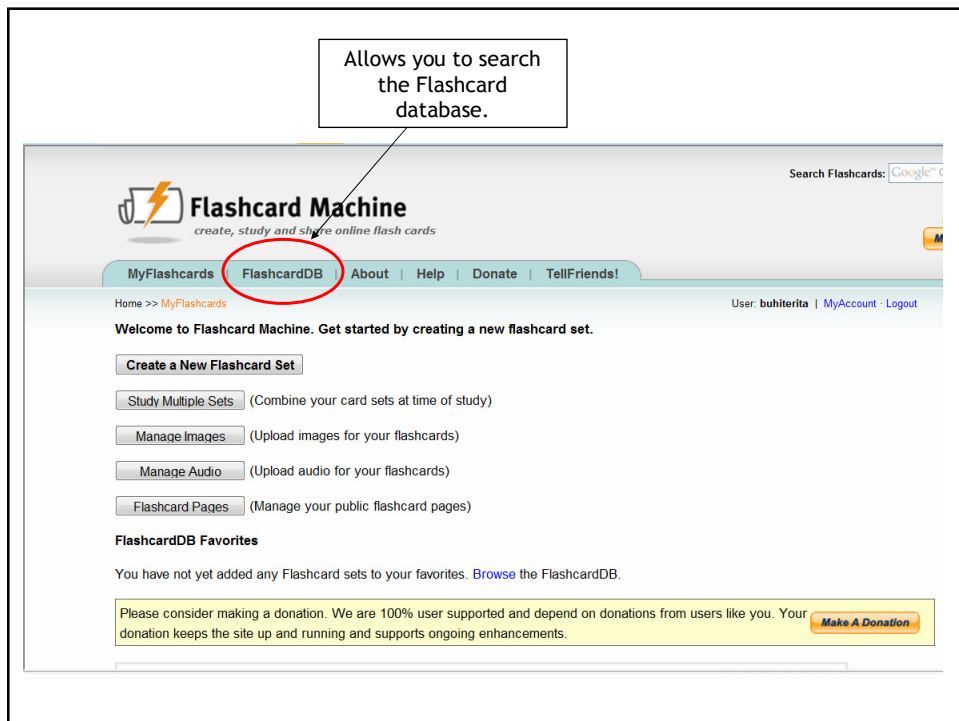 Allows you to search
the Flashcard
database.
Search Flashcards: Google™
Flashcard Machine
create, study and share online flash cards
MyFlashcards | FlashcardDB | About | Help | Donate | TellFriends!
Home >> MyFlashcards
User: buhiterita | MyAccount · Logout
Welcome to Flashcard Machine. Get started by creating a new flashcard set.
Create a New Flashcard Set
Study Multiple Sets (Combine your card sets at time of study)
Manage Images (Upload images for your flashcards)
Manage Audio (Upload audio for your flashcards)
Flashcard Pages (Manage your public flashcard pages)
FlashcardDB Favorites
You have not yet added any Flashcard sets to your favorites. Browse the FlashcardDB.
Please consider making a donation. We are 100% user supported and depend on donations from users like you. Your
donation keeps the site up and running and supports ongoing enhancements.
Make A Donation